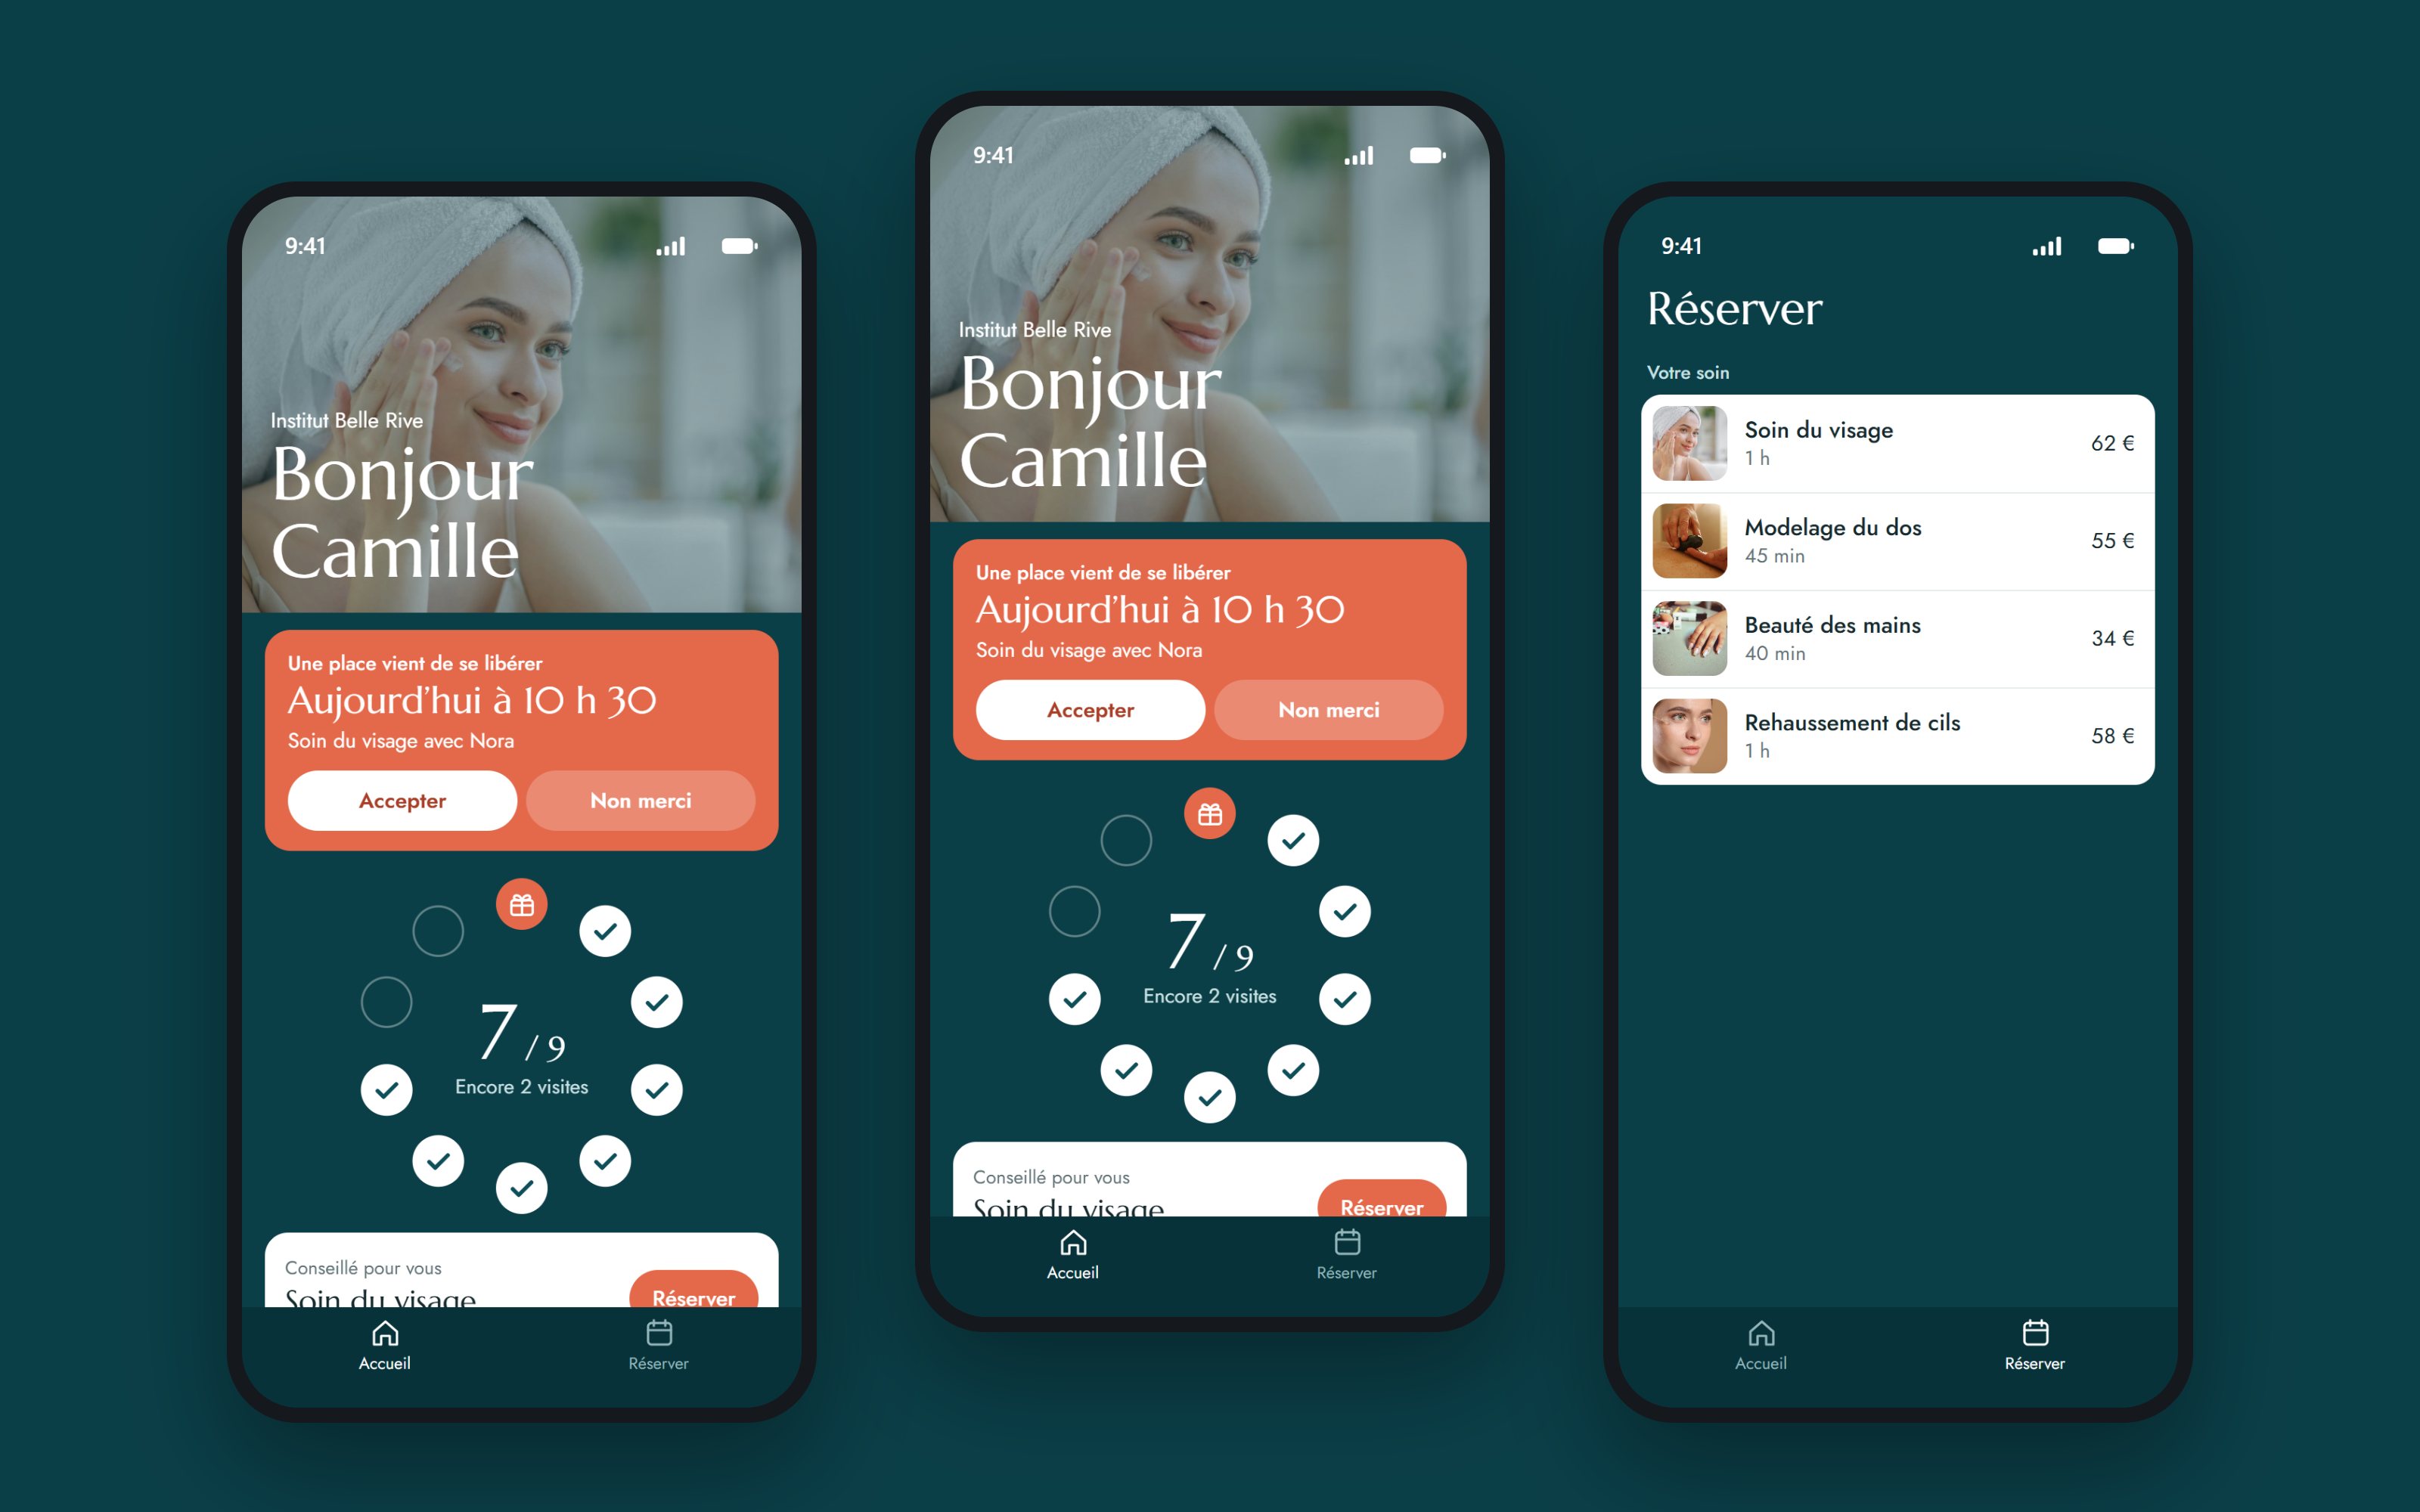 9:41
Institut Belle Rive
Bonjour
Camille
Une place vient de se libérer
Aujourd’hui à 10 h 30
Soin du visage avec Nora
Accepter
Non merci
7 / 9
Encore 2 visites
Conseillé pour vous
Soin du visage
Réserver
Accueil
Réserver
9:41
Institut Belle Rive
Bonjour
Camille
Une place vient de se libérer
Aujourd’hui à 10 h 30
Soin du visage avec Nora
Accepter
Non merci
7 / 9
Encore 2 visites
Conseillé pour vous
Soin du visage
Réserver
Accueil
Réserver
9:41
Réserver
Votre soin
Soin du visage
1 h
62 €
Modelage du dos
45 min
55 €
Beauté des mains
40 min
34 €
Rehaussement de cils
1 h
58 €
Accueil
Réserver